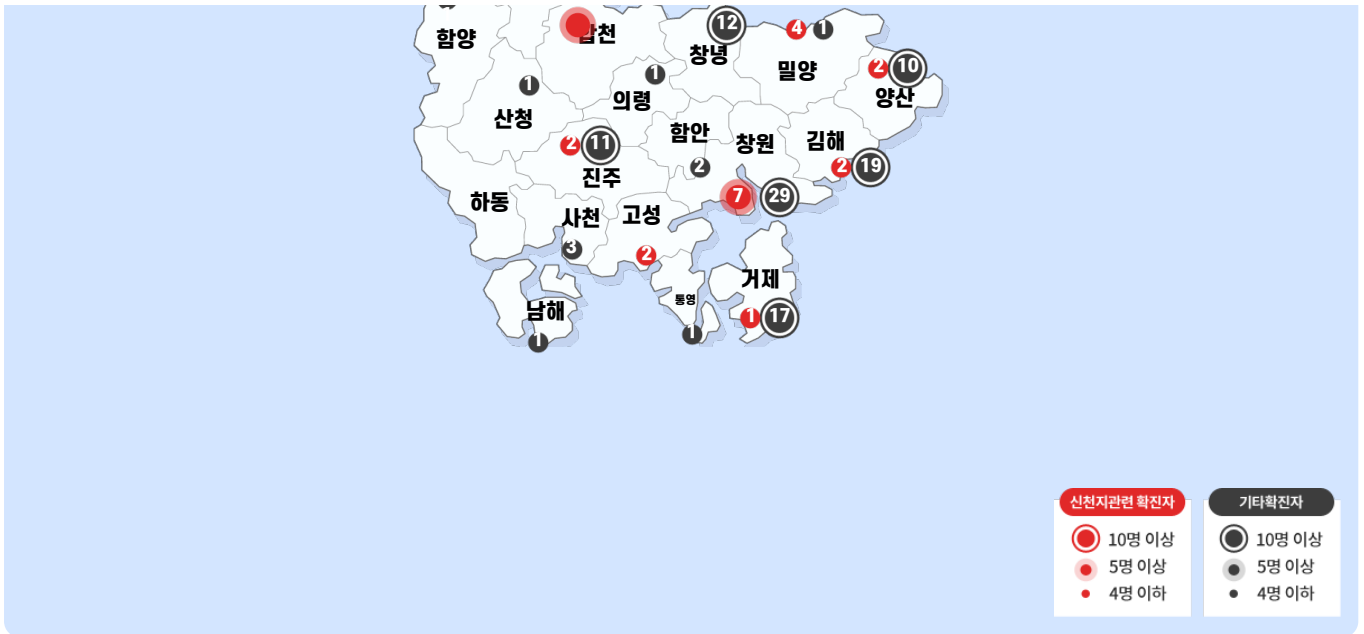 함양
합천
12
창녕
4
1
밀양
2
10
양산
1
산청
1
의령
함안
2
창원
김해
2
19
2
11
진주
7
29
하동
사천
3
고성
2
거제
1
17
통영
1
남해
1
신천지관련 확진자
10명 이상
5명 이상
4명 이하
기타확진자
10명 이상
5명 이상
4명 이하